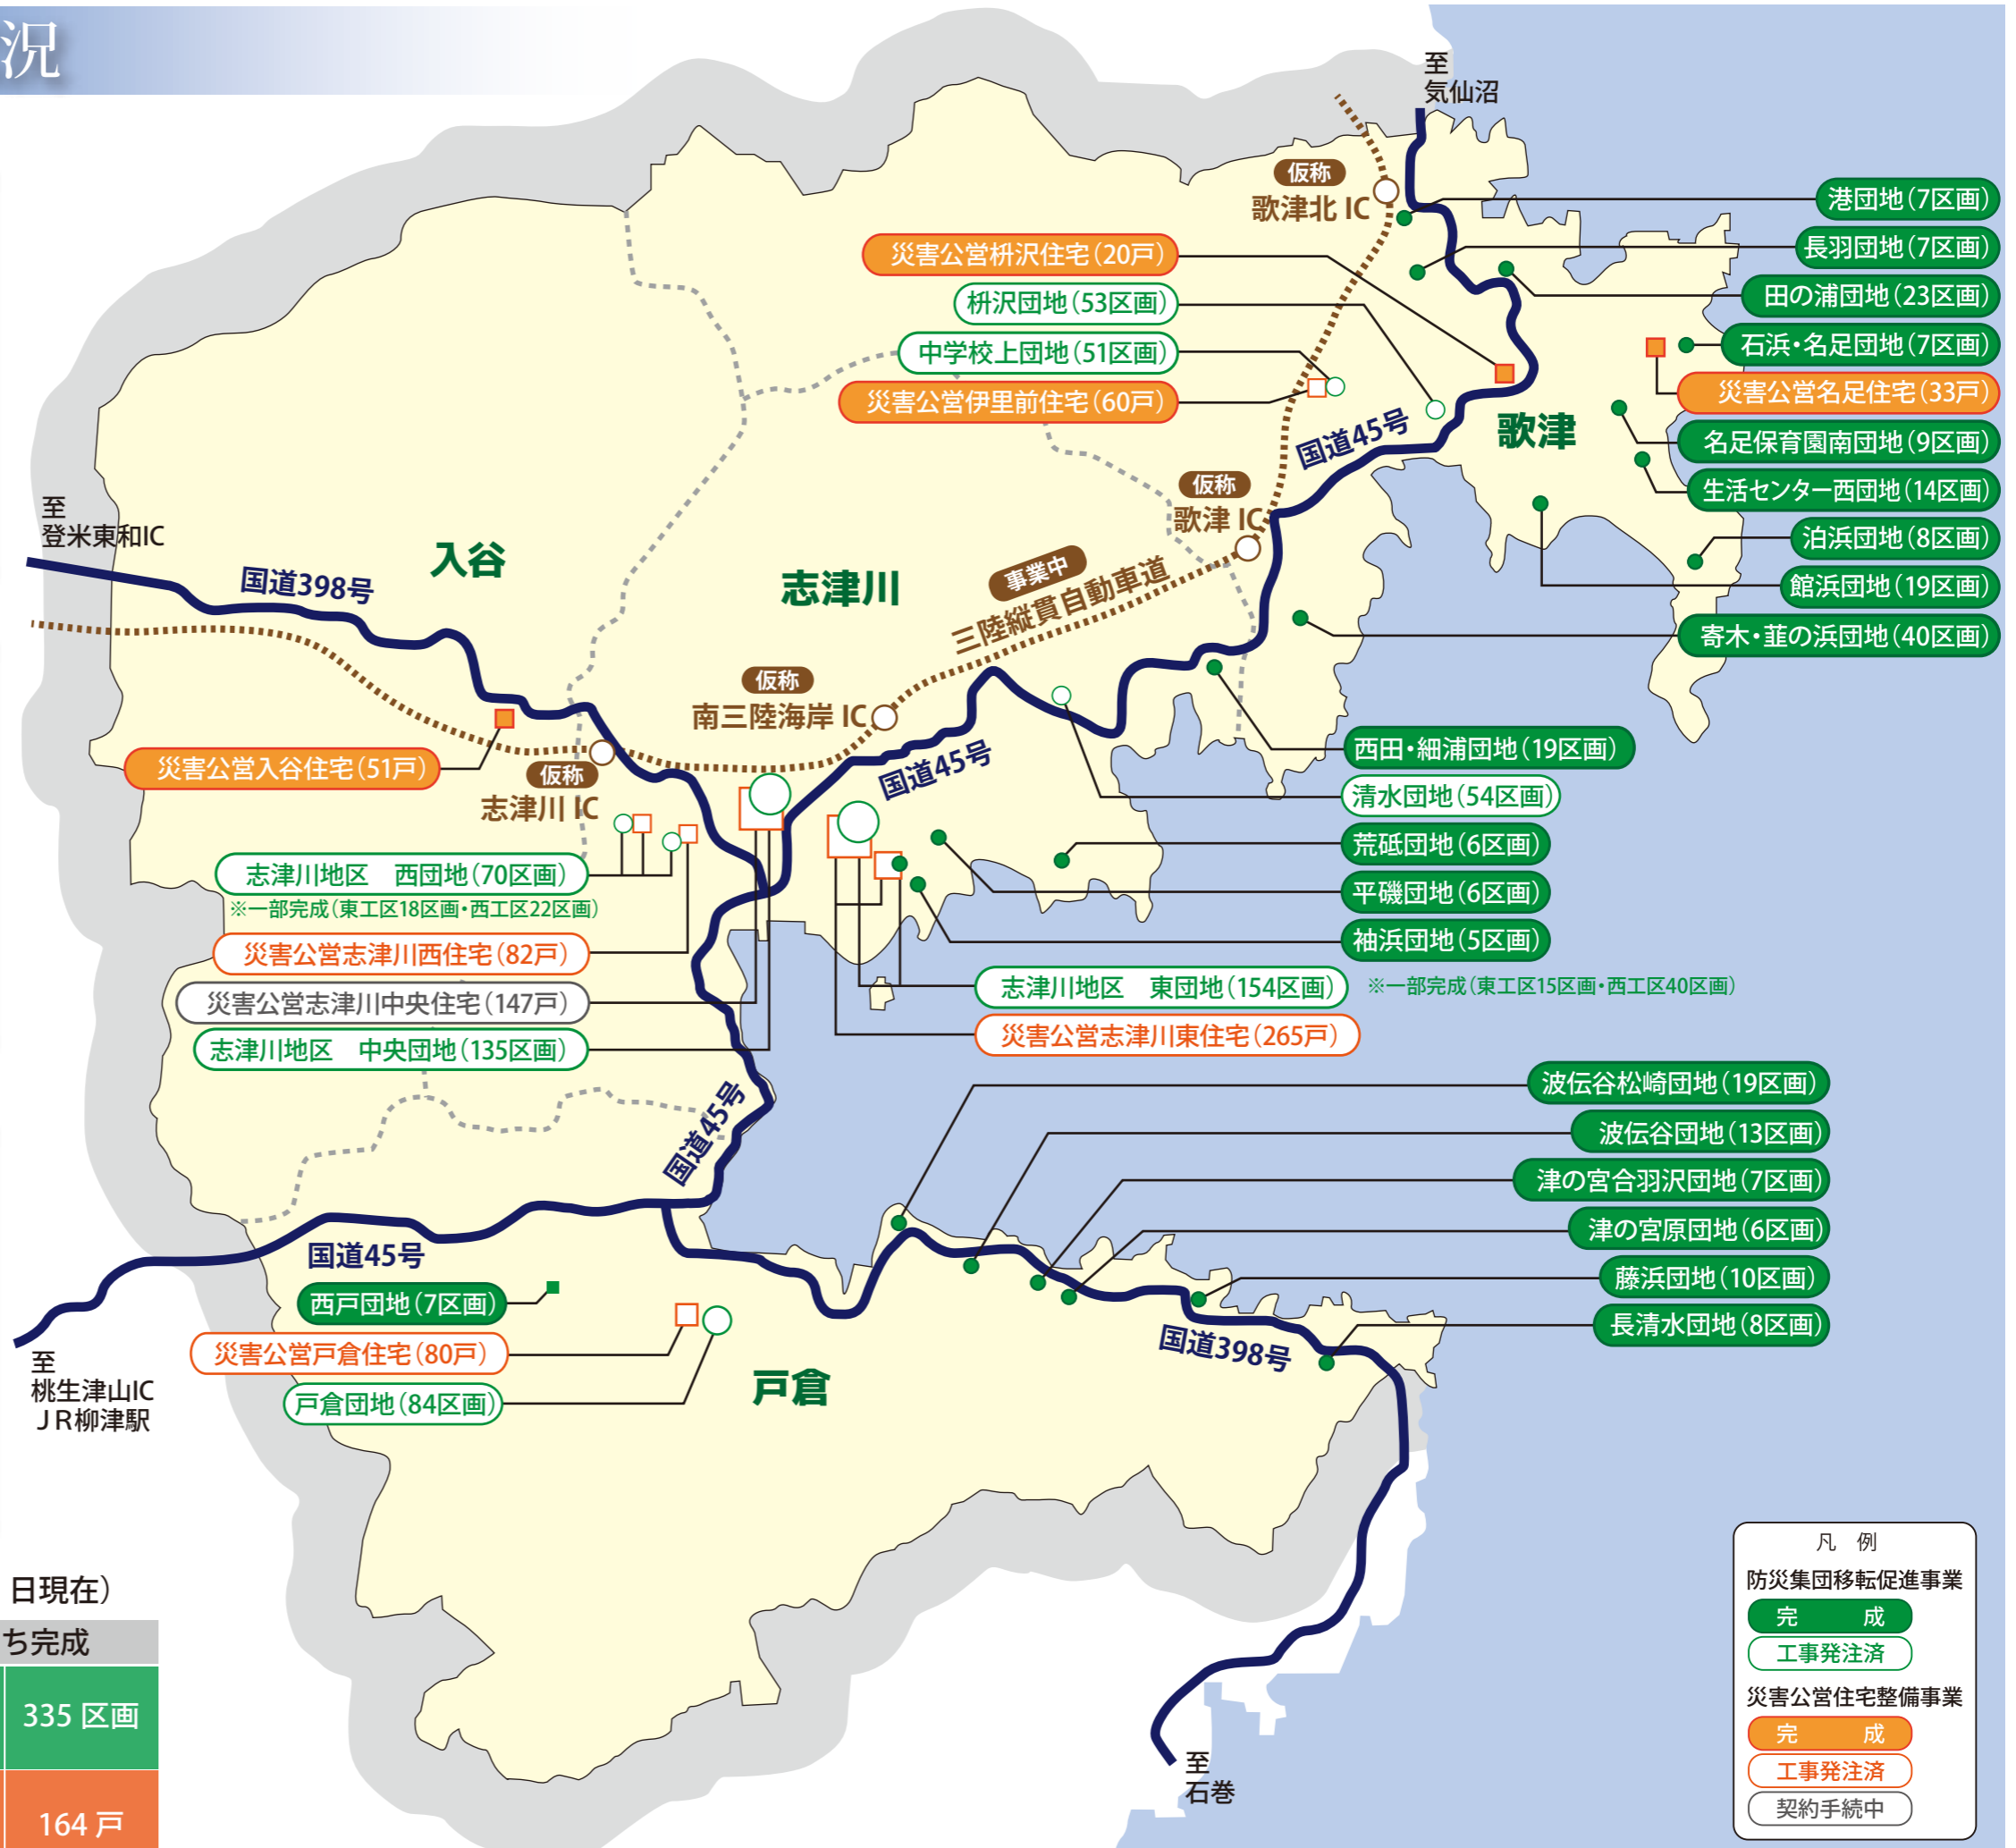 況
至
気仙沼
仮称
歌津北 IC
港団地(7区画)
長羽団地(7区画)
田の浦団地(23区画)
石浜・名足団地(7区画)
災害公営名足住宅(33戸)
名足保育園南団地(9区画)
生活センター西団地(14区画)
泊浜団地(8区画)
館浜団地(19区画)
寄木・韮の浜団地(40区画)
災害公営枡沢住宅(20戸)
枡沢団地(53区画)
中学校上団地(51区画)
災害公営伊里前住宅(60戸)
国道45号
歌津
仮称
歌津 IC
至
登米東和IC
国道398号
入谷
志津川
事業中
三陸縦貫自動車道
仮称
南三陸海岸 IC
国道45号
災害公営入谷住宅(51戸)
仮称
志津川 IC
西田・細浦団地(19区画)
清水団地(54区画)
荒砥団地(6区画)
平磯団地(6区画)
袖浜団地(5区画)
志津川地区 西団地(70区画)
※一部完成(東工区18区画・西工区22区画)
災害公営志津川西住宅(82戸)
災害公営志津川中央住宅(147戸)
志津川地区 中央団地(135区画)
志津川地区 東団地(154区画)
※一部完成(東工区15区画・西工区40区画)
災害公営志津川東住宅(265戸)
国道45号
波伝谷松崎団地(19区画)
波伝谷団地(13区画)
津の宮合羽沢団地(7区画)
津の宮原団地(6区画)
藤浜団地(10区画)
長清水団地(8区画)
国道45号
西戸団地(7区画)
災害公営戸倉住宅(80戸)
戸倉団地(84区画)
戸倉
国道398号
至
桃生津山IC
JR柳津駅
至
石巻
日現在)
ち完成
335 区画
164 戸
凡 例
防災集団移転促進事業
完 成
工事発注済
災害公営住宅整備事業
完 成
工事発注済
契約手続中